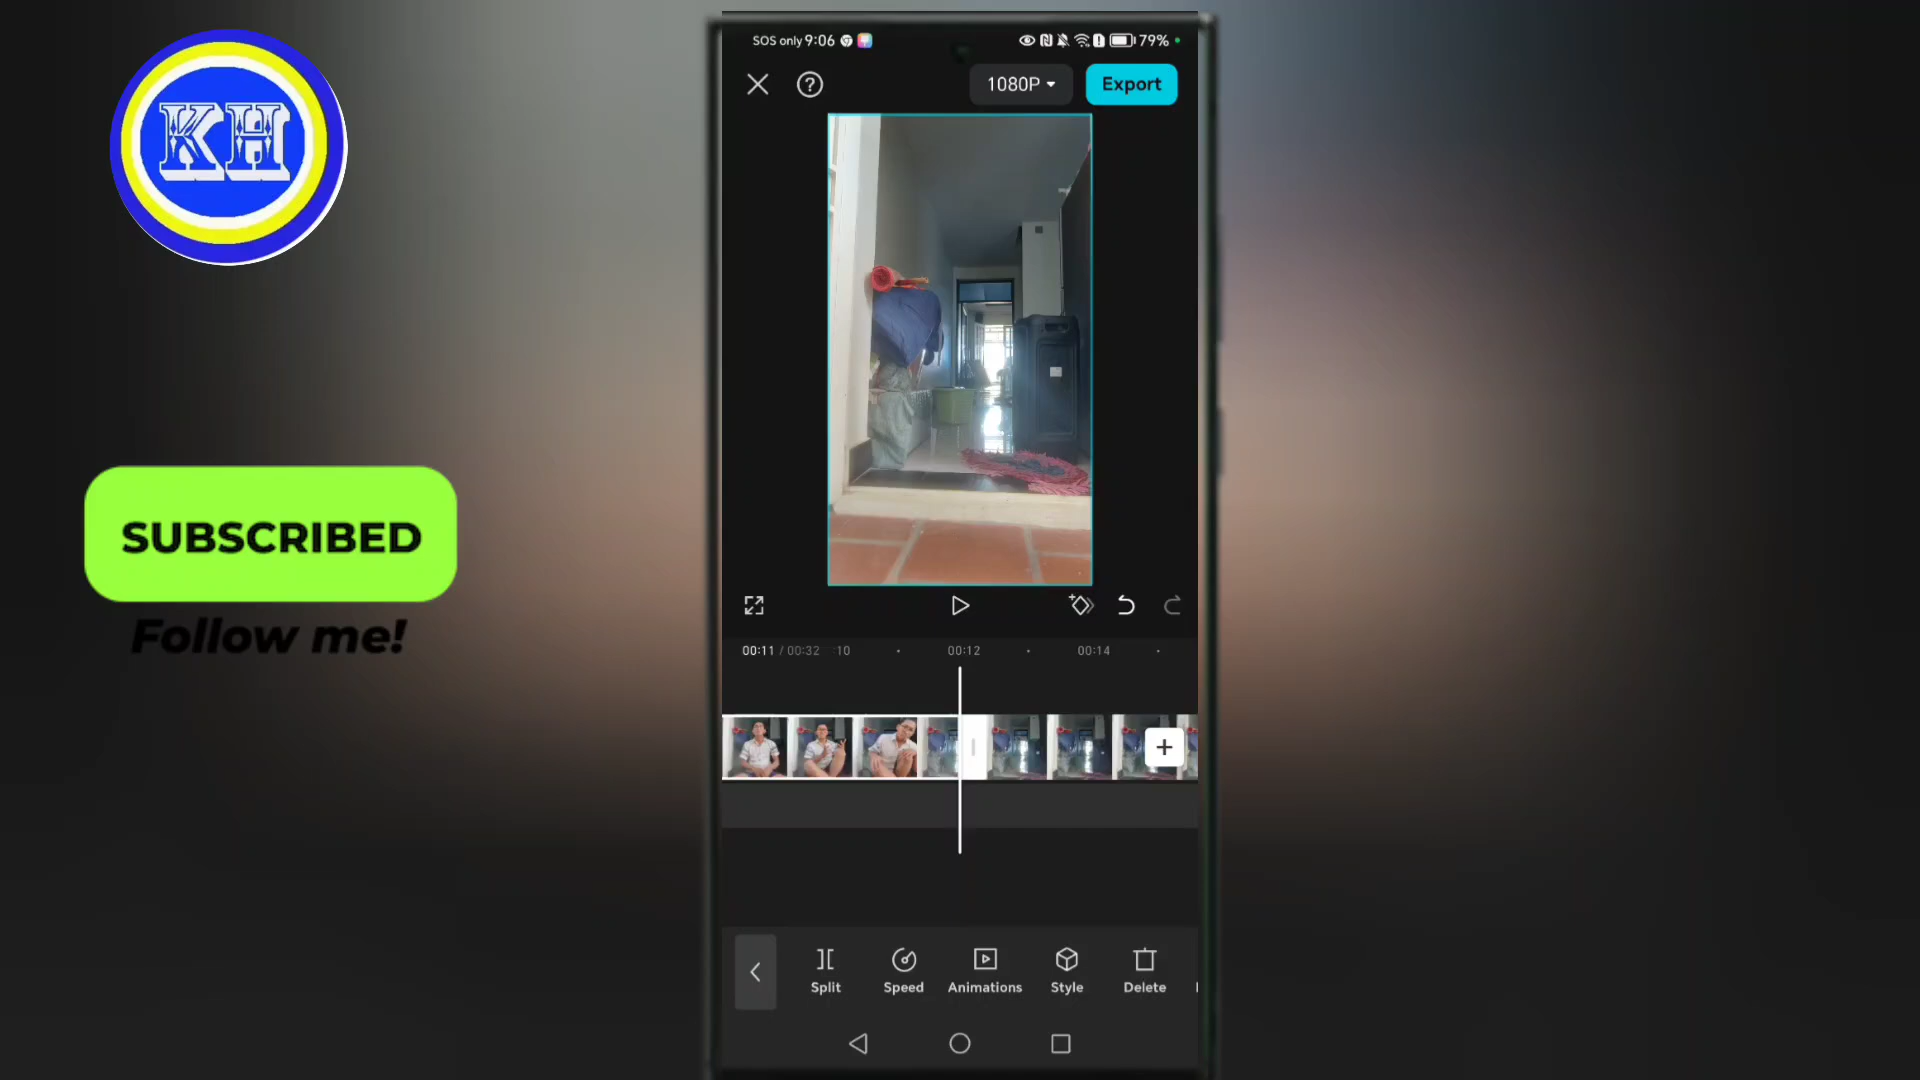 KH
SUBSCRIBED
Follow me!
SOS only 9:06
79%
1080P
Export
00:11 / 00:32
:10
00:12
00:14
Split
Speed
Animations
Style
Delete